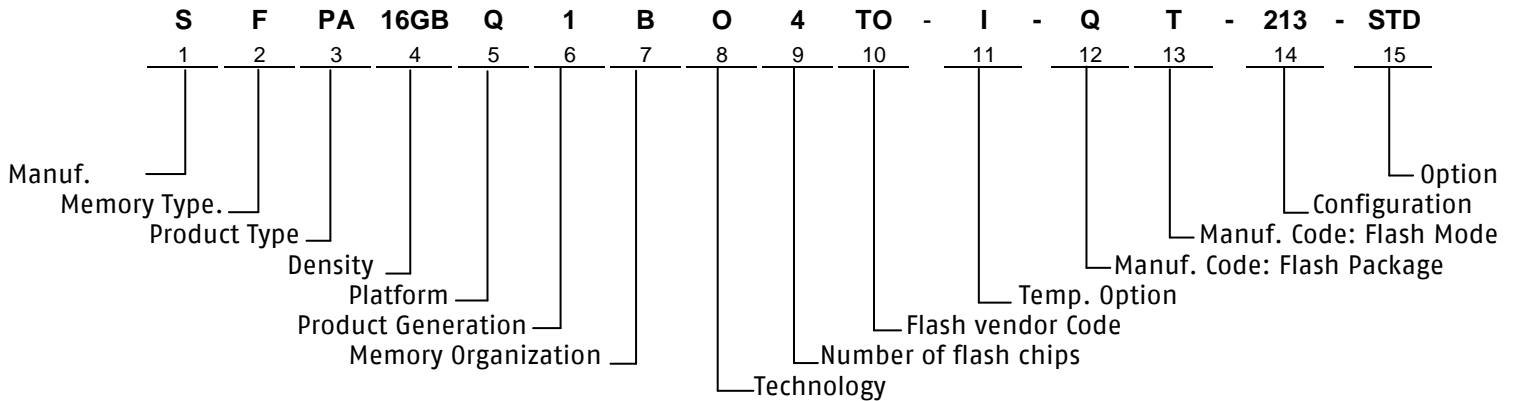 S F PA 16GB Q 1 B O 4 TO - I - Q T - 213 - STD
1 2 3 4 5 6 7 8 9 10 11 12 13 14 15
Manuf. Option
Memory Type. Configuration
Product Type Manuf. Code: Flash Mode
Density Manuf. Code: Flash Package
Platform Temp. Option
Product Generation Flash vendor Code
Memory Organization Number of flash chips
Technology